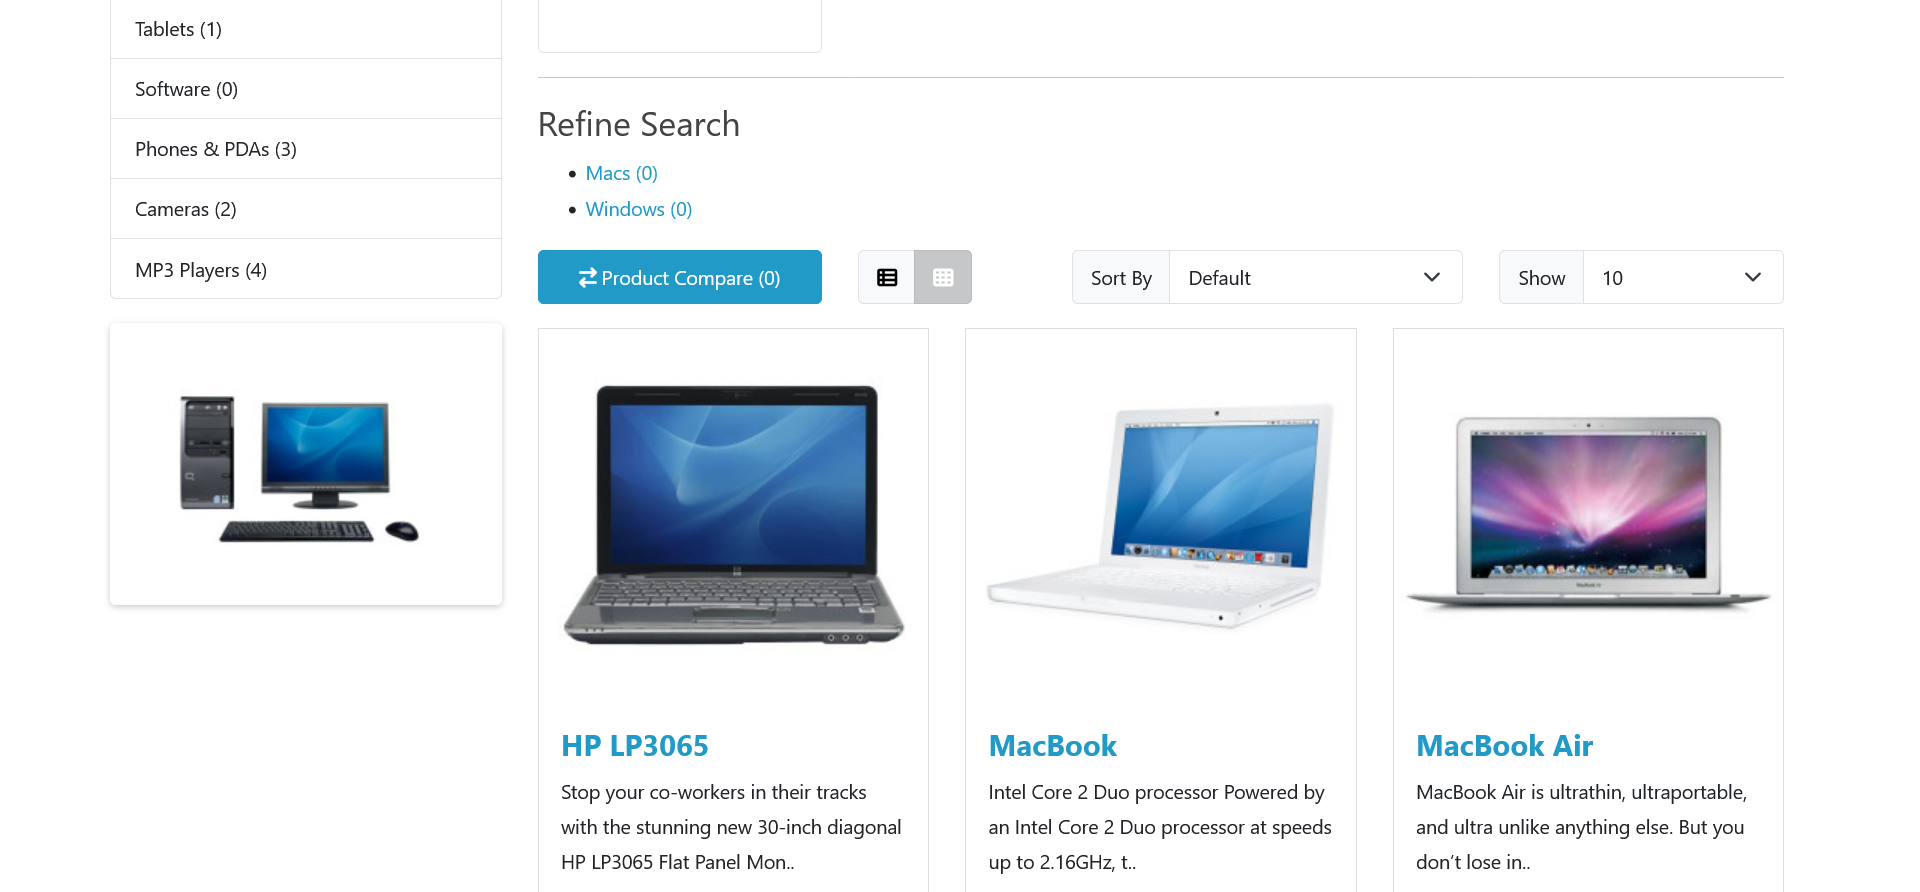 Tablets (1)
Software (0)
Phones & PDAs (3)
Cameras (2)
MP3 Players (4)
Refine Search
Macs (0)
Windows (0)
Product Compare (0)
Sort By
Default
Show
10
HP LP3065
Stop your co-workers in their tracks
with the stunning new 30-inch diagonal
HP LP3065 Flat Panel Mon..
MacBook
Intel Core 2 Duo processor Powered by
an Intel Core 2 Duo processor at speeds
up to 2.16GHz, t..
MacBook Air
MacBook Air is ultrathin, ultraportable,
and ultra unlike anything else. But you
don’t lose in..